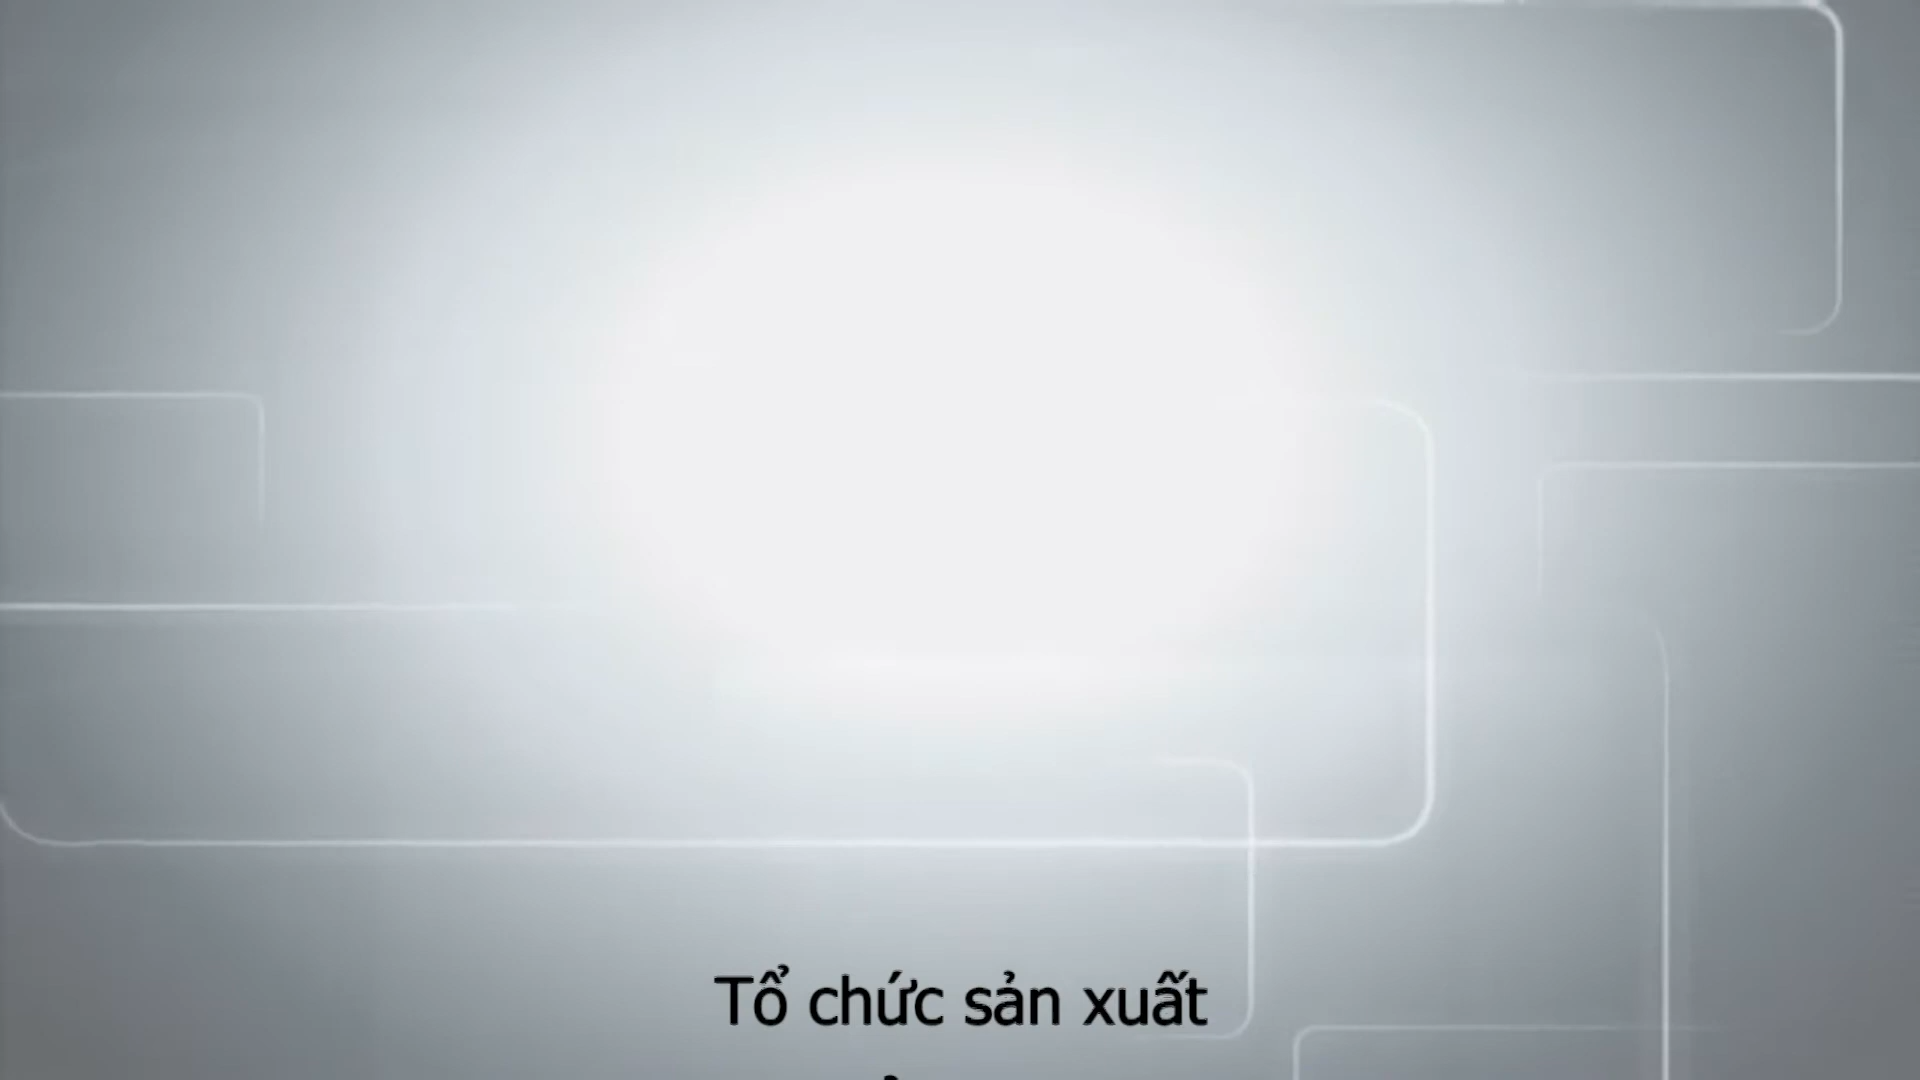 Tổ chức sản xuất